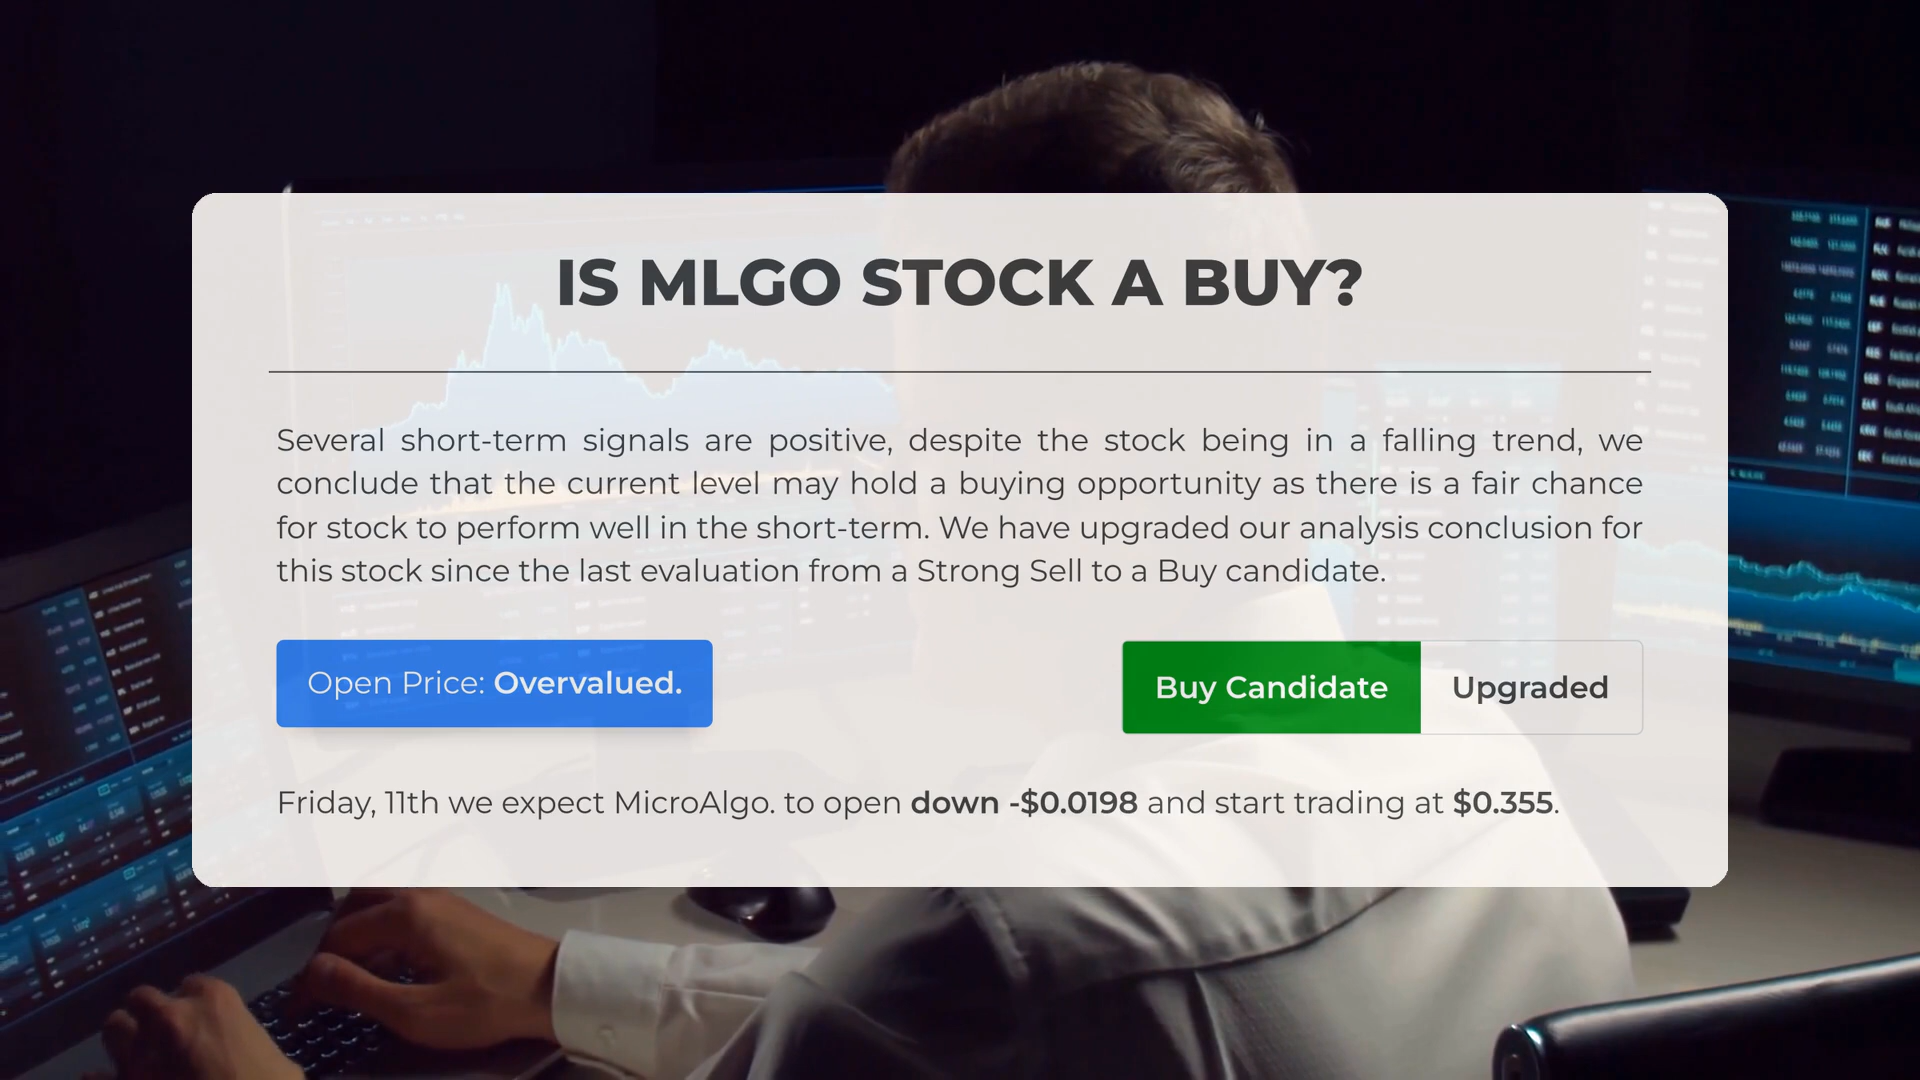 IS MLGO STOCK A BUY?
Several short-term signals are positive, despite the stock being in a falling trend, we
conclude that the current level may hold a buying opportunity as there is a fair chance
for stock to perform well in the short-term. We have upgraded our analysis conclusion for
this stock since the last evaluation from a Strong Sell to a Buy candidate.
Open Price: Overvalued.
Buy Candidate
Upgraded
Friday, 11th we expect MicroAlgo. to open down -$0.0198 and start trading at $0.355.